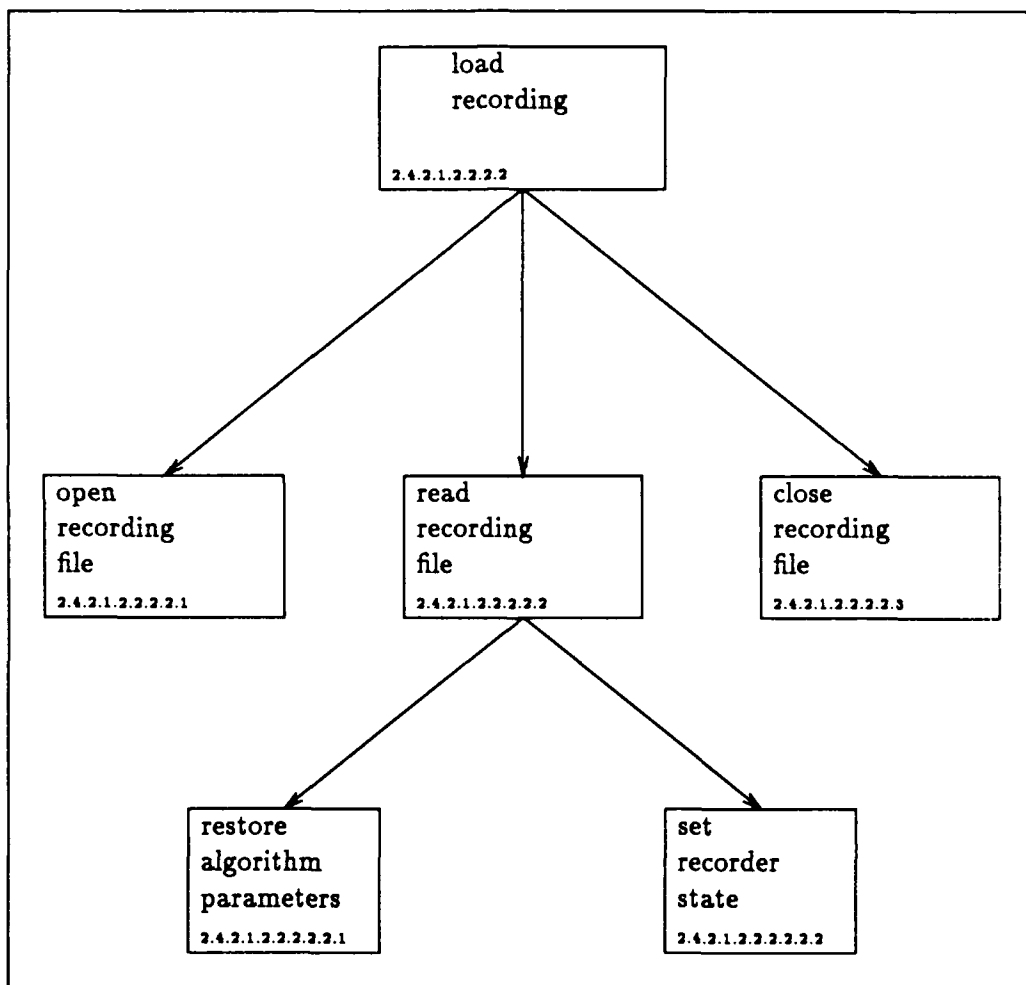 load
recording
2.4.2.1.2.2.2.2
open
recording
file
2.4.2.1.2.2.2.2.1
read
recording
file
2.4.2.1.2.2.2.2.2
close
recording
file
2.4.2.1.2.2.2.2.3
restore
algorithm
parameters
2.4.2.1.2.2.2.2.2.1
set
recorder
state
2.4.2.1.2.2.2.2.2.2